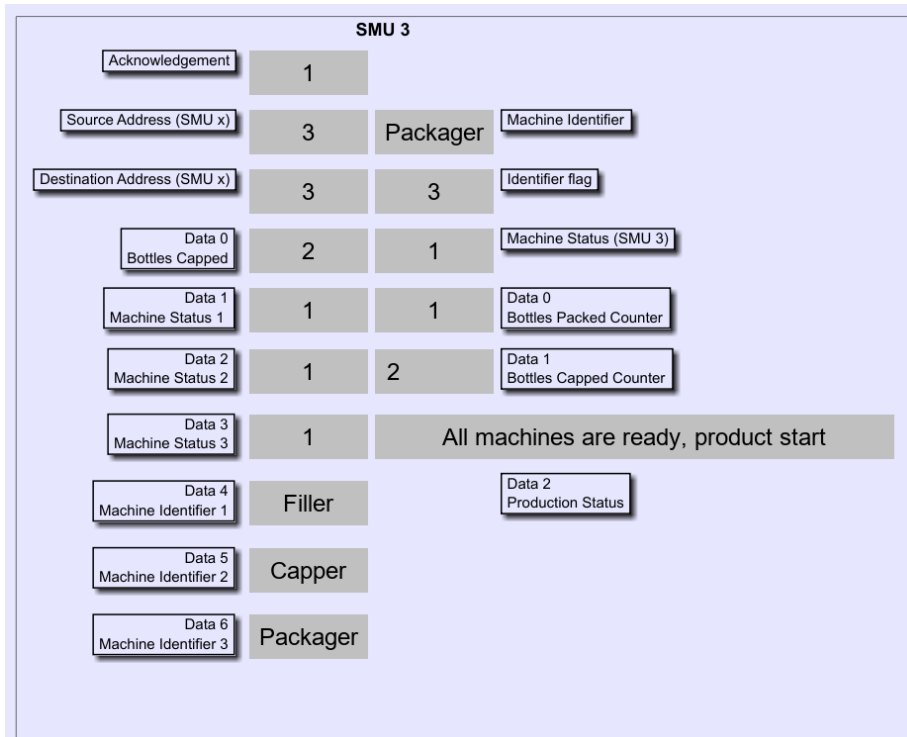 SMU 3
Acknowledgement
1
Source Address (SMU x)
3
Packager
Machine Identifier
Destination Address (SMU x)
3
3
Identifier flag
Data 0
Bottles Capped
2
1
Machine Status (SMU 3)
Data 1
Machine Status 1
1
1
Data 0
Bottles Packed Counter
Data 2
Machine Status 2
1
2
Data 1
Bottles Capped Counter
Data 3
Machine Status 3
1
All machines are ready, product start
Data 4
Machine Identifier 1
Filler
Data 2
Production Status
Data 5
Machine Identifier 2
Capper
Data 6
Machine Identifier 3
Packager